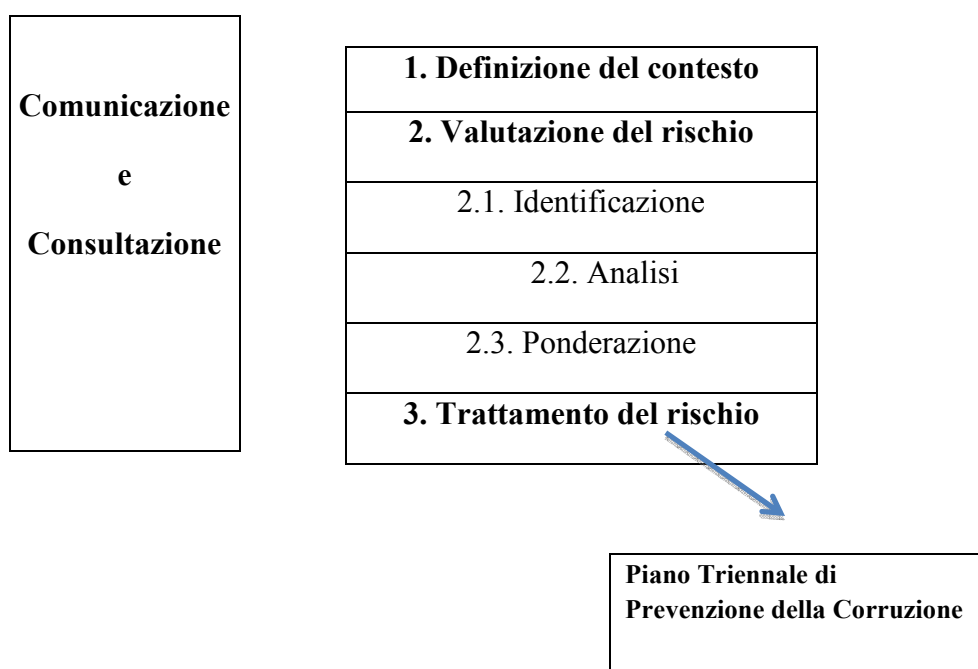 Comunicazione
e
Consultazione
1. Definizione del contesto
2. Valutazione del rischio
2.1. Identificazione
2.2. Analisi
2.3. Ponderazione
3. Trattamento del rischio
Piano Triennale di
Prevenzione della Corruzione